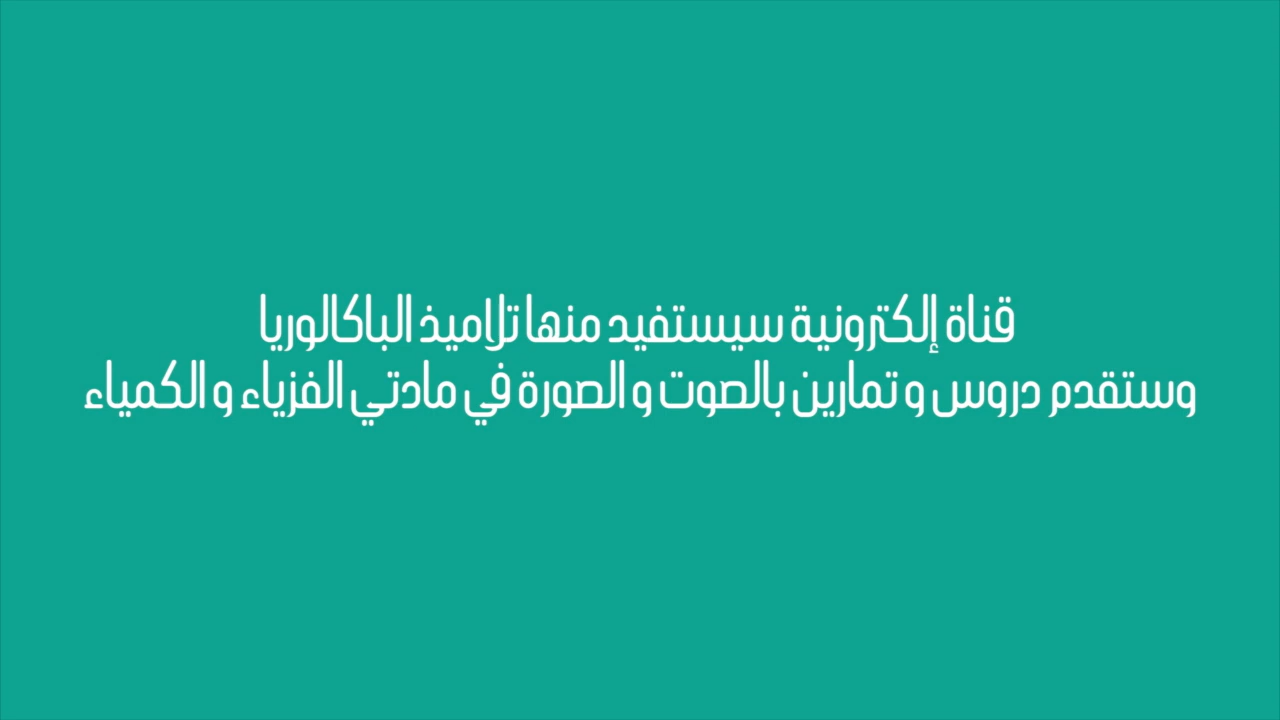 قناة إلكترونية سيستفيد منها تلاميذ الباكالوريا
وستقدم دروس و تمارين بالصوت و الصورة في مادتي الفزياء و الكمياء